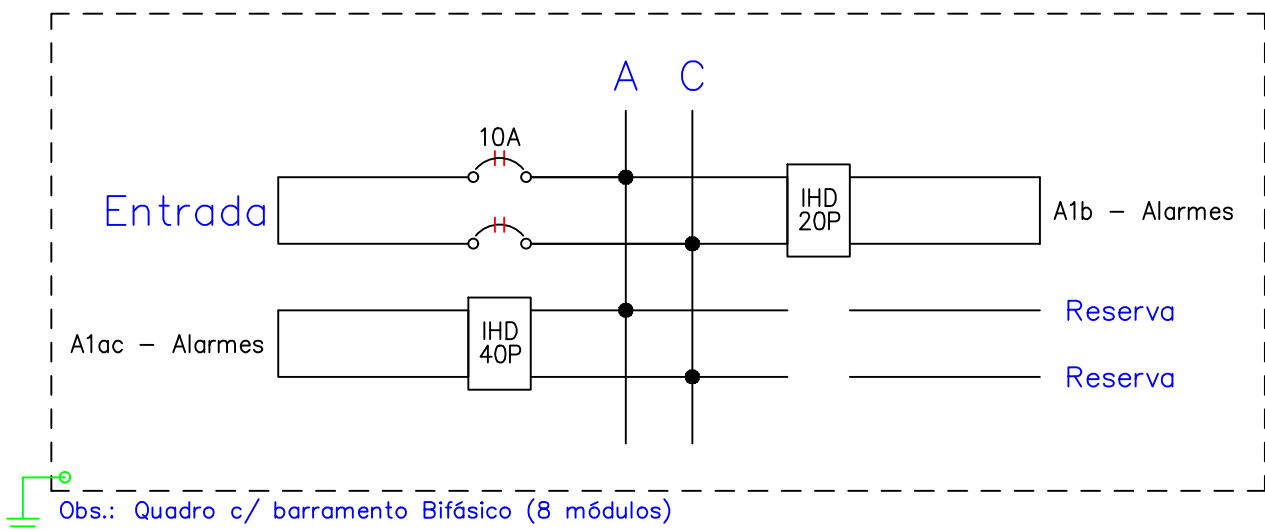 A C
10A
Entrada
IHD
20P
A1b - Alarmes
A1ac - Alarmes
IHD
40P
Reserva
Reserva
Obs.: Quadro c/ barramento Bifásico (8 módulos)